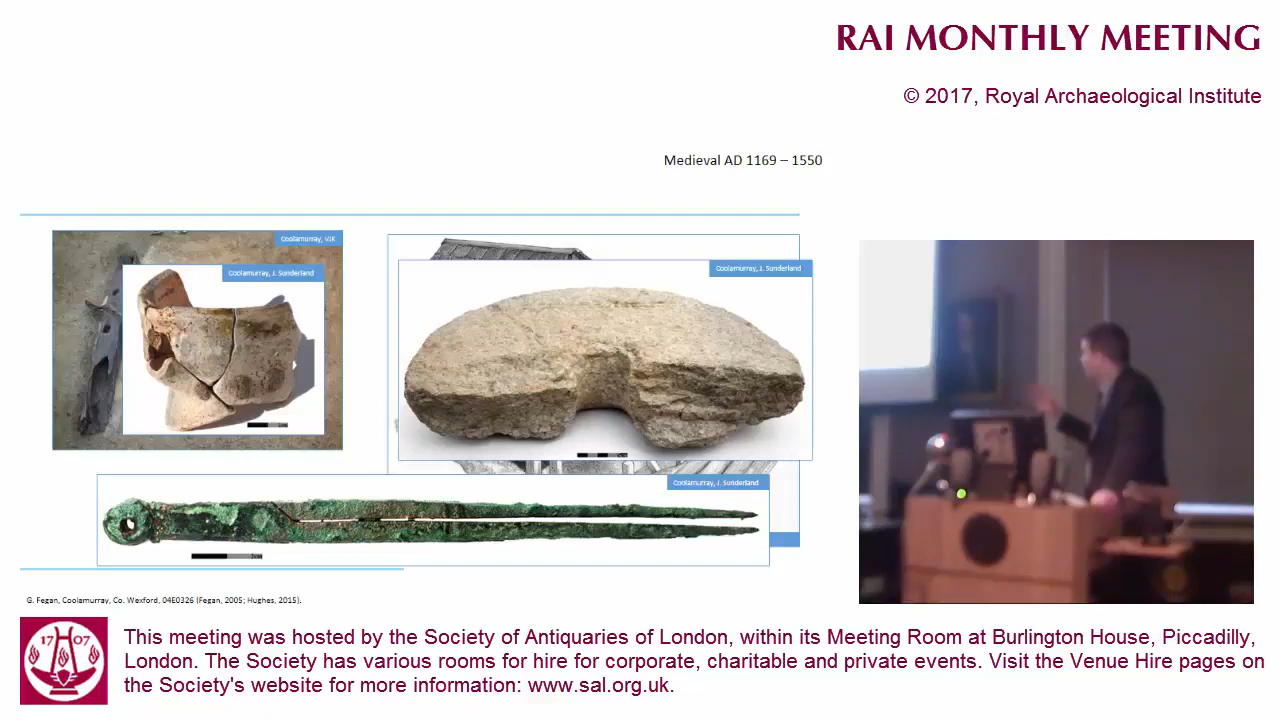 RAI MONTHLY MEETING
© 2017, Royal Archaeological Institute
Medieval AD 1169 – 1550
Coolamurray, VJK
Coolamurray, J. Sunderland
Coolamurray, J. Sunderland
Coolamurray, J. Sunderland
G. Fegan, Coolamurray, Co. Wexford, 04E0326 (Fegan, 2005; Hughes, 2015).
17 07
This meeting was hosted by the Society of Antiquaries of London, within its Meeting Room at Burlington House, Piccadilly,
London. The Society has various rooms for hire for corporate, charitable and private events. Visit the Venue Hire pages on
the Society's website for more information: www.sal.org.uk.